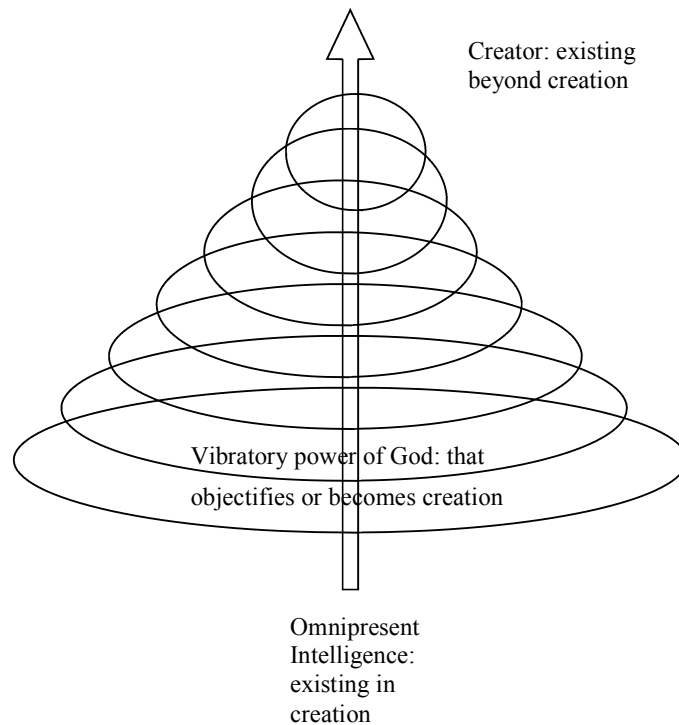 Creator: existing
beyond creation
Vibratory power of God: that
objectifies or becomes creation
Omnipresent
Intelligence:
existing in
creation